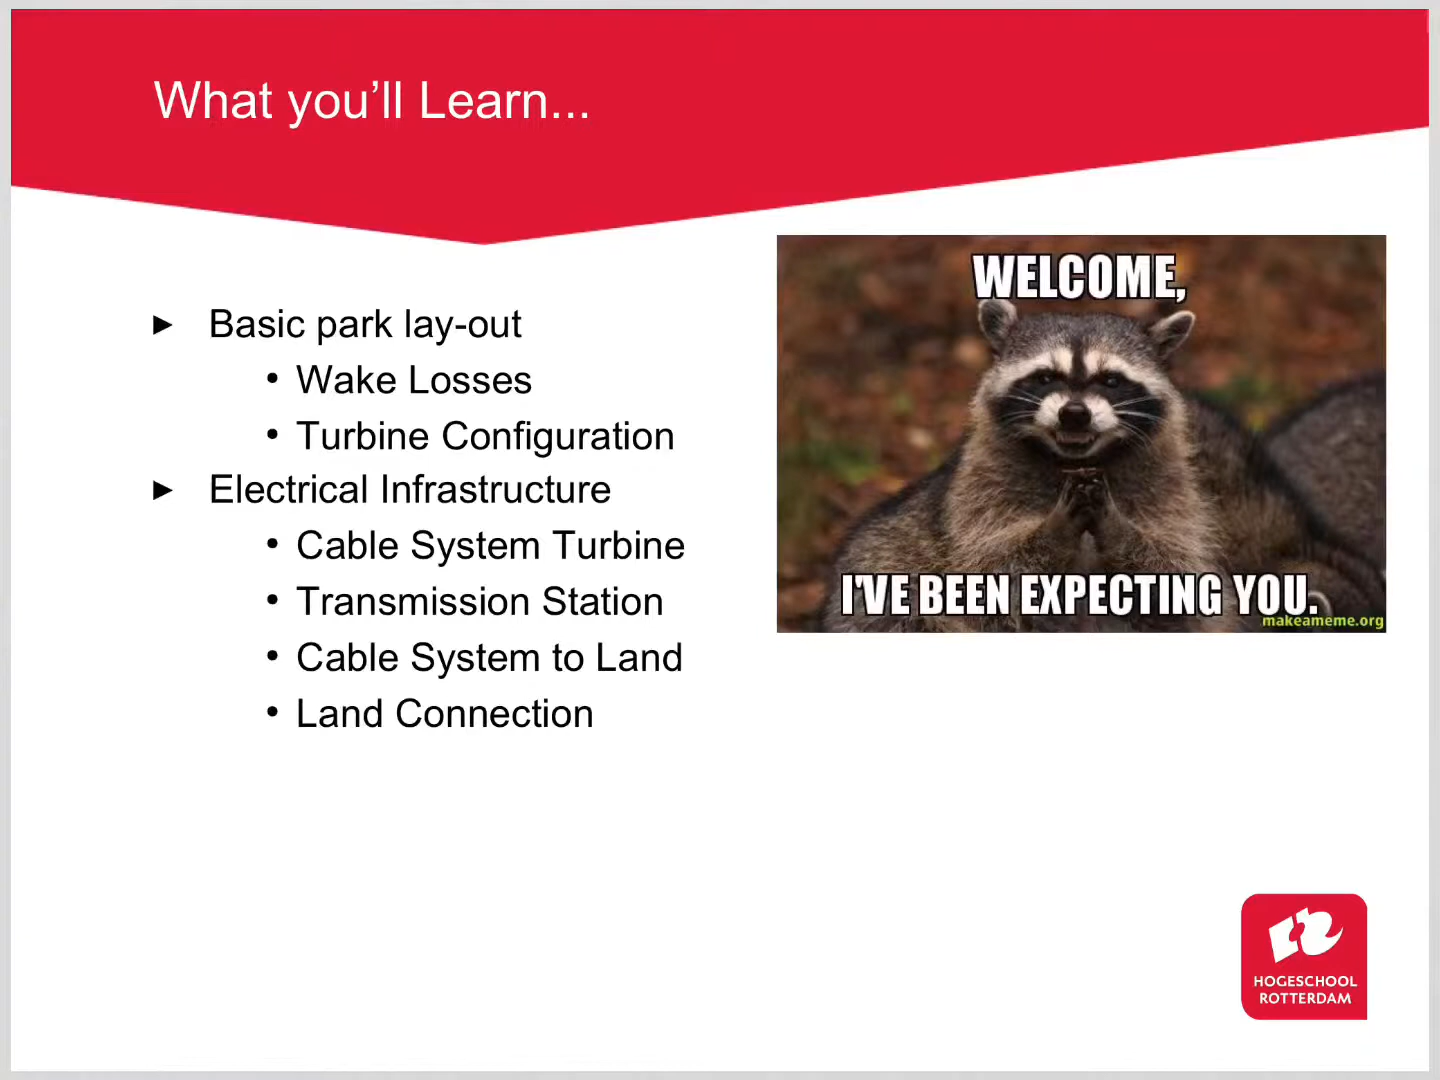 What you’ll Learn...
► Basic park lay-out
• Wake Losses
• Turbine Configuration
► Electrical Infrastructure
• Cable System Turbine
• Transmission Station
• Cable System to Land
• Land Connection
WELCOME,
I'VE BEEN EXPECTING YOU.
makeameme.org
HOGESCHOOL
ROTTERDAM